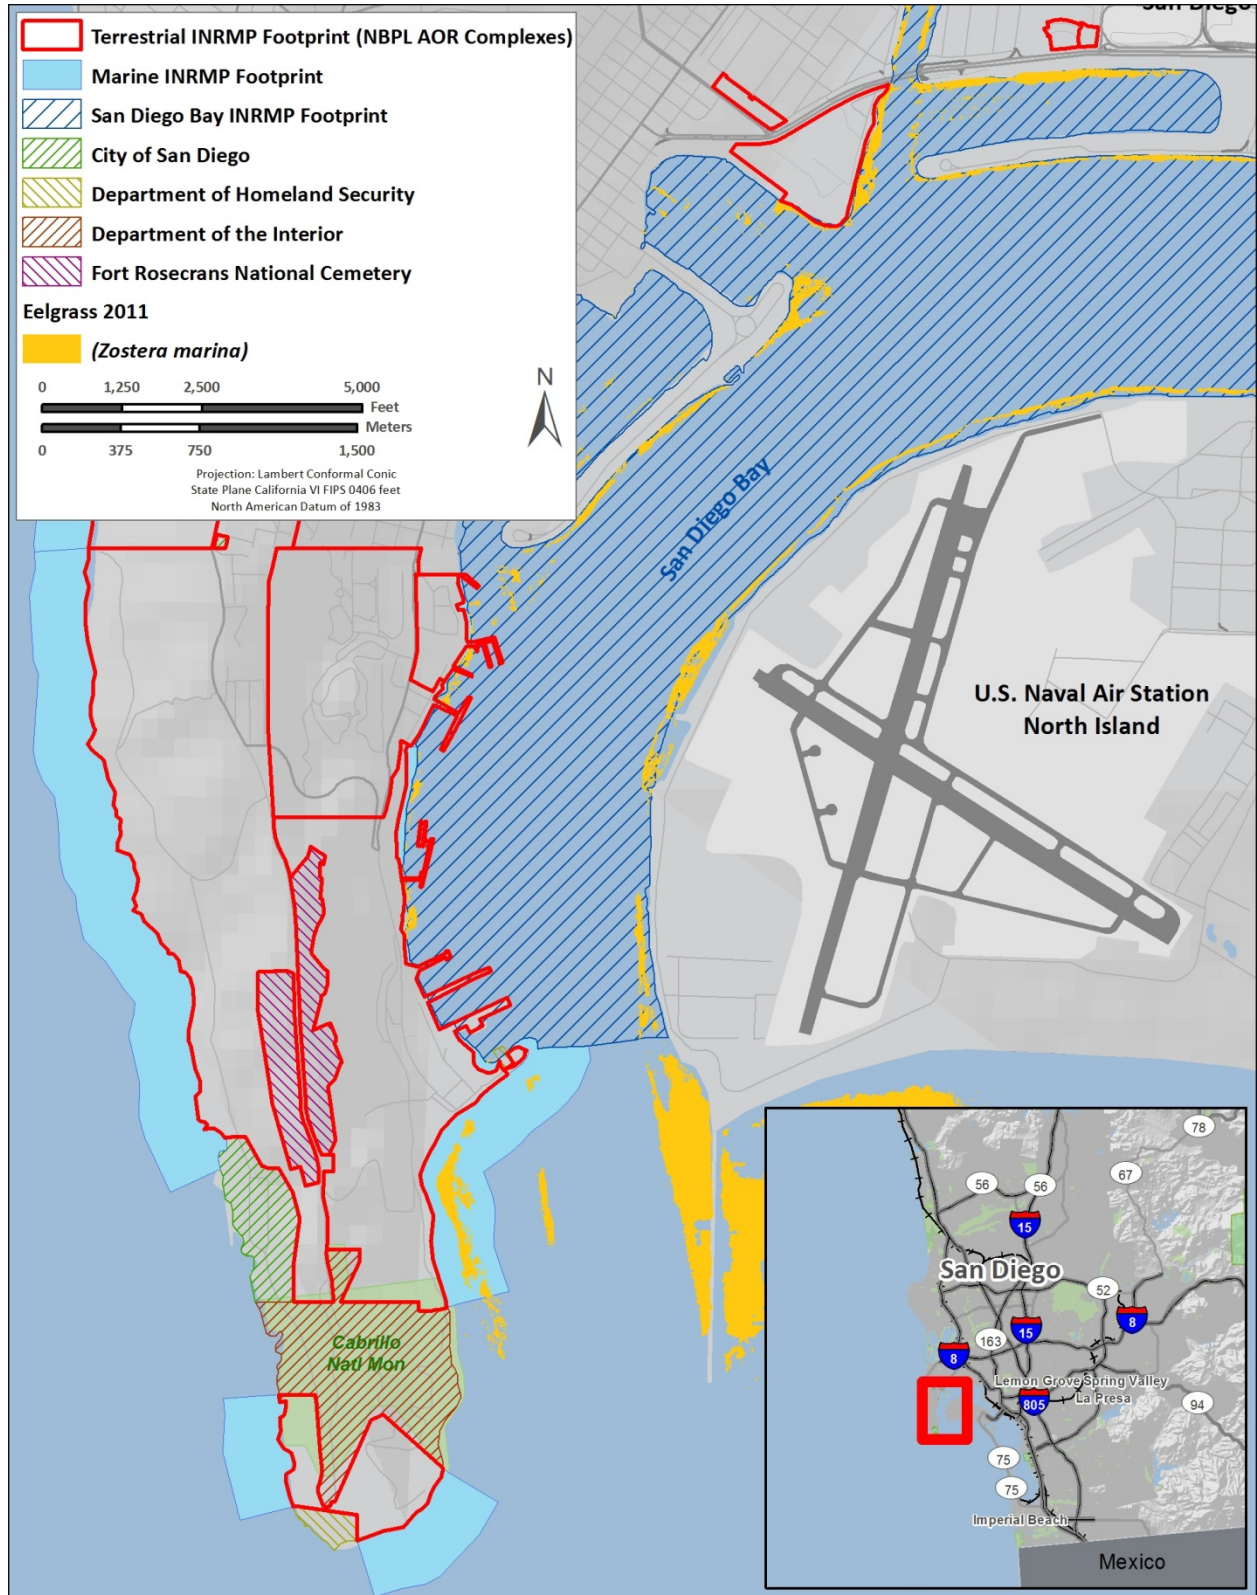 San Diego
Terrestrial INRMP Footprint (NBPL AOR Complexes)
Marine INRMP Footprint
San Diego Bay INRMP Footprint
City of San Diego
Department of Homeland Security
Department of the Interior
Fort Rosecrans National Cemetery
Eelgrass 2011
(Zostera marina)
0 1,250 2,500 5,000
Feet
Meters
0 375 750 1,500
N
Projection: Lambert Conformal Conic
State Plane California VI FIPS 0406 feet
North American Datum of 1983
San Diego Bay
U.S. Naval Air Station
North Island
Cabrillo
Natl Mon
78
67
56
56
15
San Diego
52
8
15
163
8
Lemon Grove Spring Valley
La Presa
805
94
75
75
Imperial Beach
Mexico